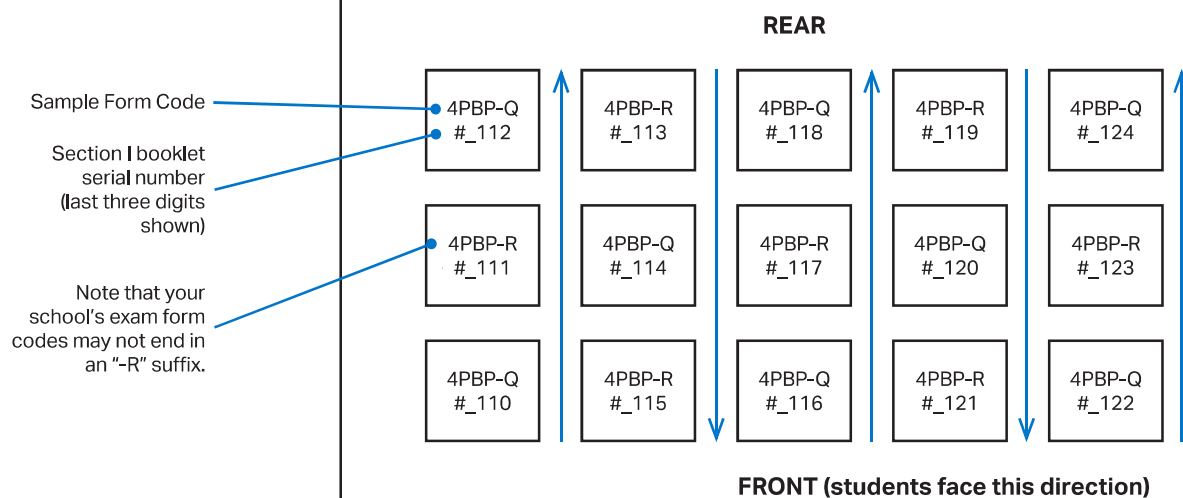 REAR
Sample Form Code
Section I booklet
serial number
(last three digits
shown)
Note that your
school's exam form
codes may not end in
an "-R" suffix.
4PBP-Q
#_112
4PBP-R
#_113
4PBP-Q
#_118
4PBP-R
#_119
4PBP-Q
#_124
4PBP-R
#_111
4PBP-Q
#_114
4PBP-R
#_117
4PBP-Q
#_120
4PBP-R
#_123
4PBP-Q
#_110
4PBP-R
#_115
4PBP-Q
#_116
4PBP-R
#_121
4PBP-Q
#_122
FRONT (students face this direction)